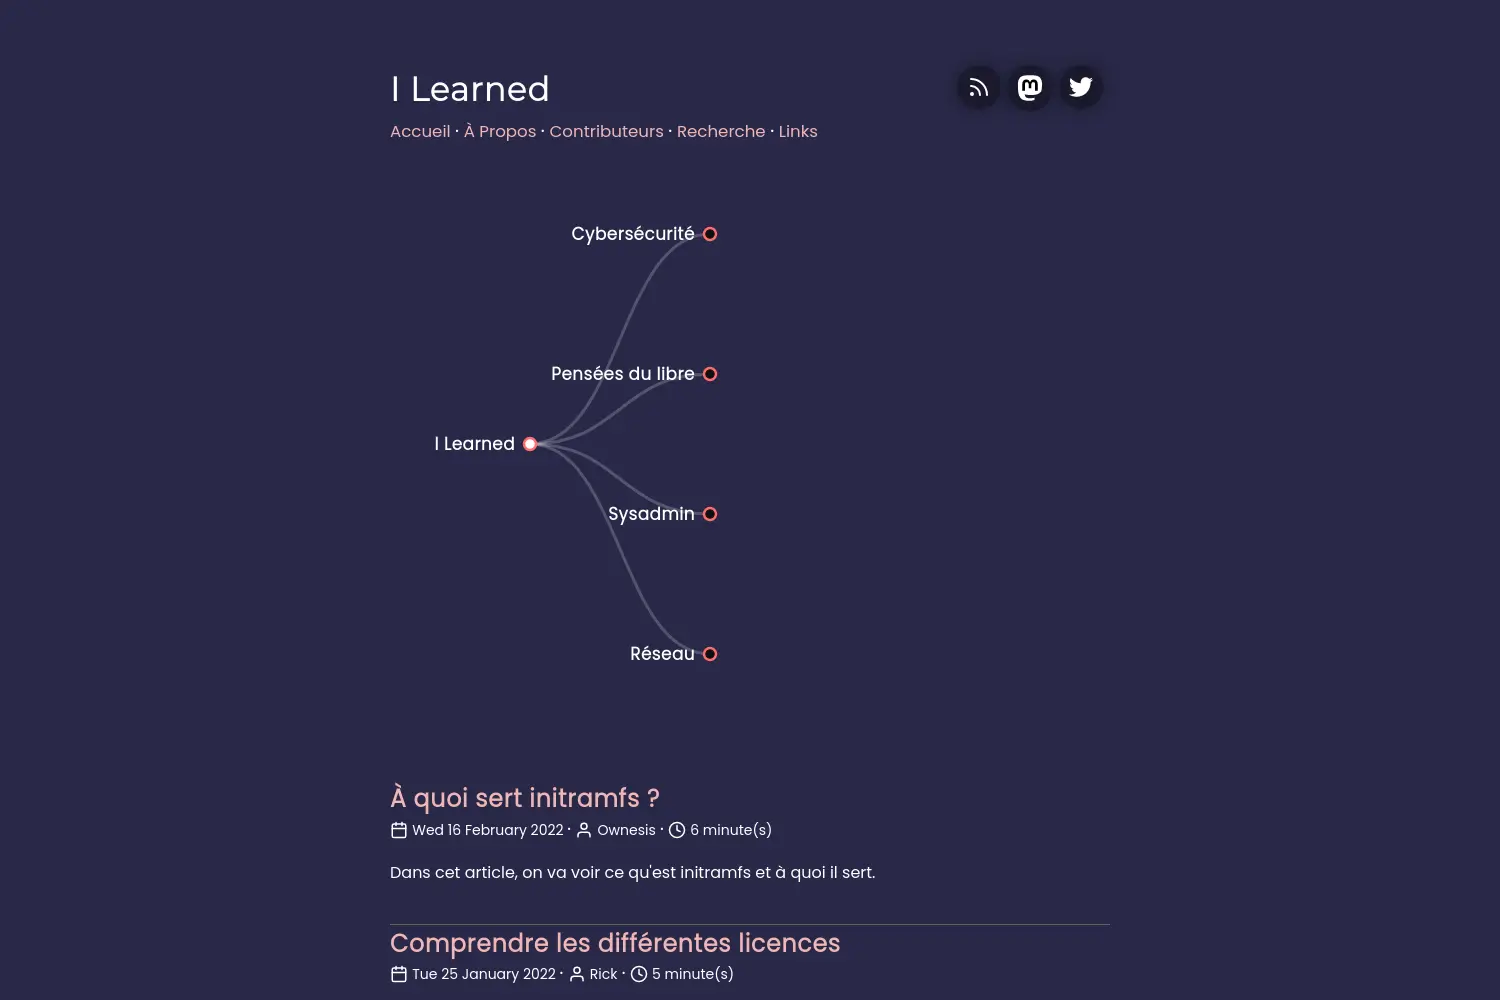 I Learned
Accueil · À Propos · Contributeurs · Recherche · Links
Cybersécurité
Pensées du libre
I Learned
Sysadmin
Réseau
À quoi sert initramfs ?
Wed 16 February 2022 · Ownesis · 6 minute(s)
Dans cet article, on va voir ce qu'est initramfs et à quoi il sert.
Comprendre les différentes licences
Tue 25 January 2022 · Rick · 5 minute(s)